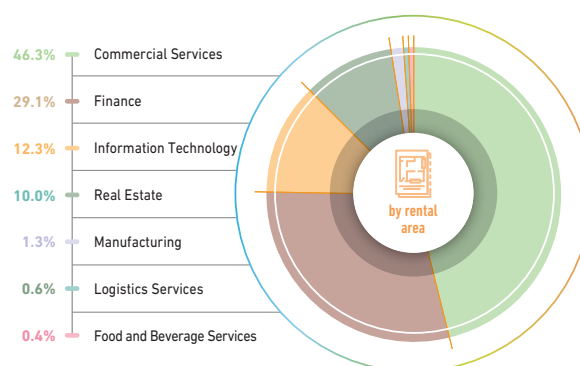 46.3% Commercial Services
29.1% Finance
12.3% Information Technology
10.0% Real Estate
1.3% Manufacturing
0.6% Logistics Services
0.4% Food and Beverage Services
by rental
area